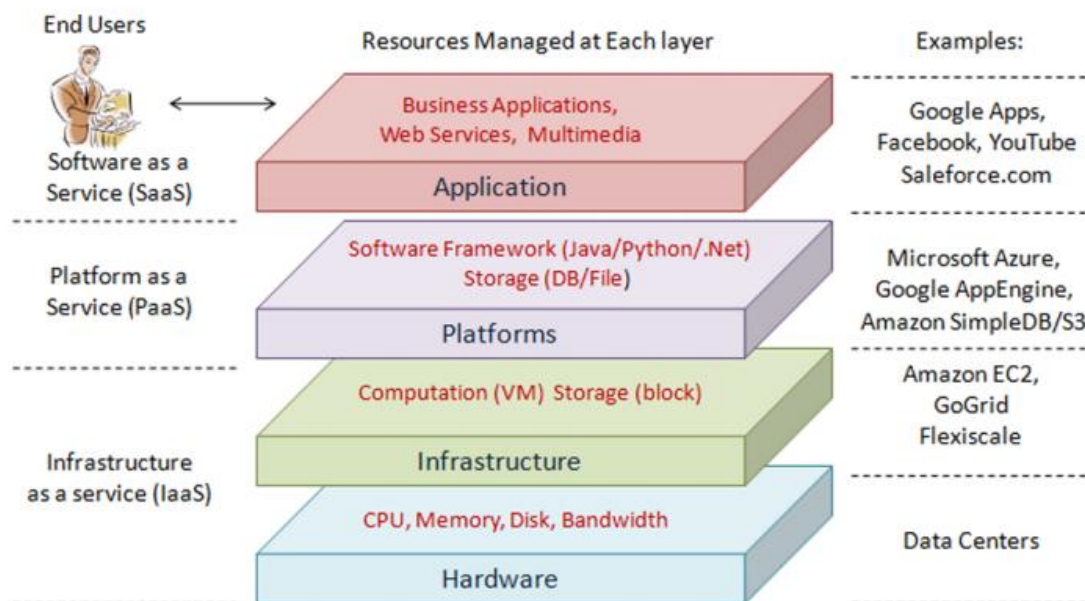 End Users
Resources Managed at Each layer
Examples:
Business Applications,
Web Services, Multimedia
Application
Software as a
Service (SaaS)
Google Apps,
Facebook, YouTube
Saleforce.com
Platform as a
Service (PaaS)
Software Framework (Java/Python/.Net)
Storage (DB/File)
Platforms
Microsoft Azure,
Google AppEngine,
Amazon SimpleDB/S3
Infrastructure
as a service (IaaS)
Computation (VM) Storage (block)
Infrastructure
Amazon EC2,
GoGrid
Flexiscale
CPU, Memory, Disk, Bandwidth
Hardware
Data Centers